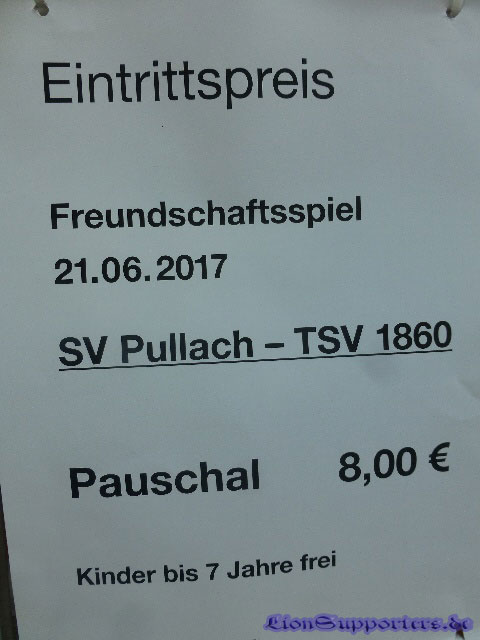 Eintrittspreis
Freundschaftsspiel
21.06.2017
SV Pullach – TSV 1860
Pauschal 8,00 €
Kinder bis 7 Jahre frei
LionSupporters.de